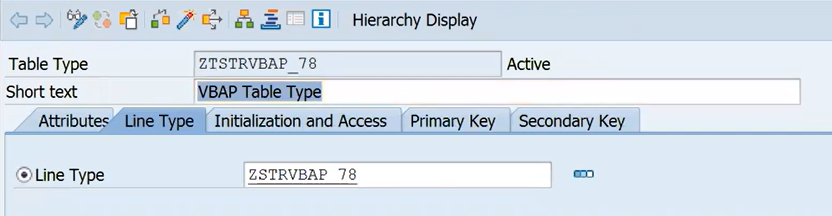 Hierarchy Display
Table Type ZTSTRVBAP_78 Active
Short text VBAP Table Type
Attributes Line Type Initialization and Access Primary Key Secondary Key
Line Type ZSTRVBAP_78